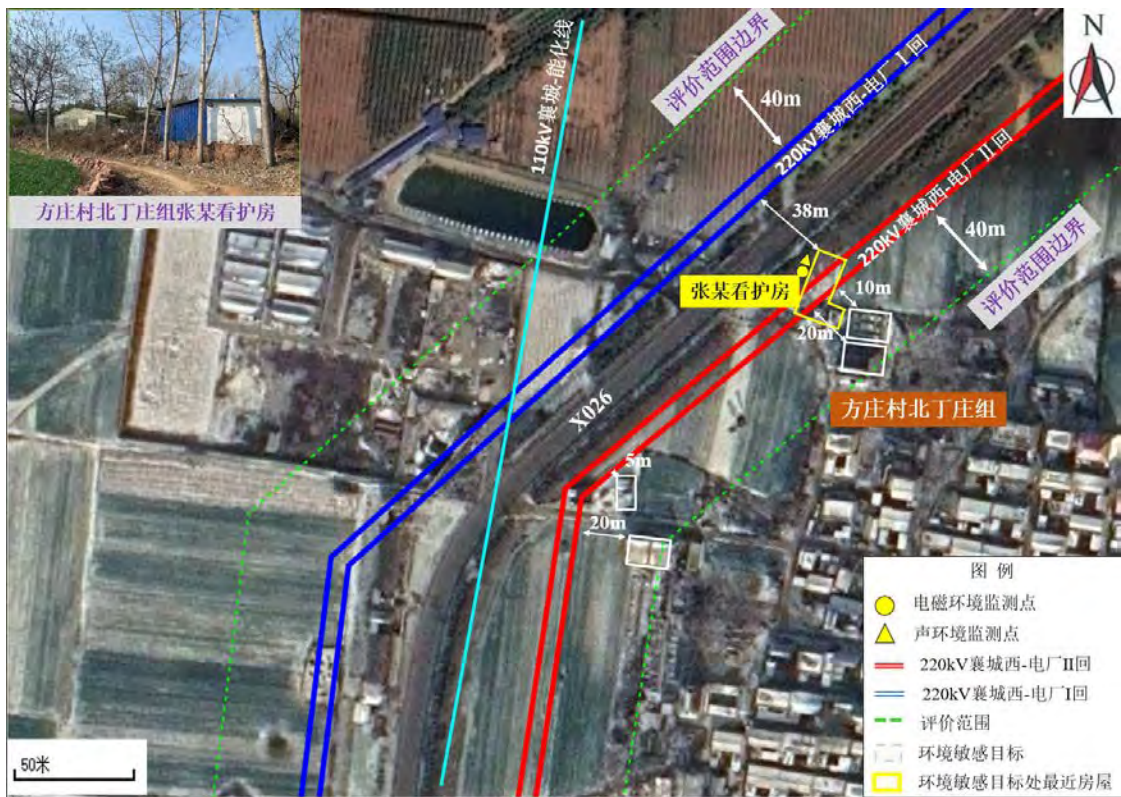 方庄村北丁庄组张某看护房
110kV襄城-能化线
评价范围边界
40m
220kV襄城西-电厂Ⅰ回
N
220kV襄城西-电厂Ⅱ回
38m
40m
评价范围边界
张某看护房
10m
20m
方庄村北丁庄组
X026
5m
20m
50米
图 例
电磁环境监测点
声环境监测点
220kV襄城西-电厂II回
220kV襄城西-电厂I回
评价范围
环境敏感目标
环境敏感目标处最近房屋